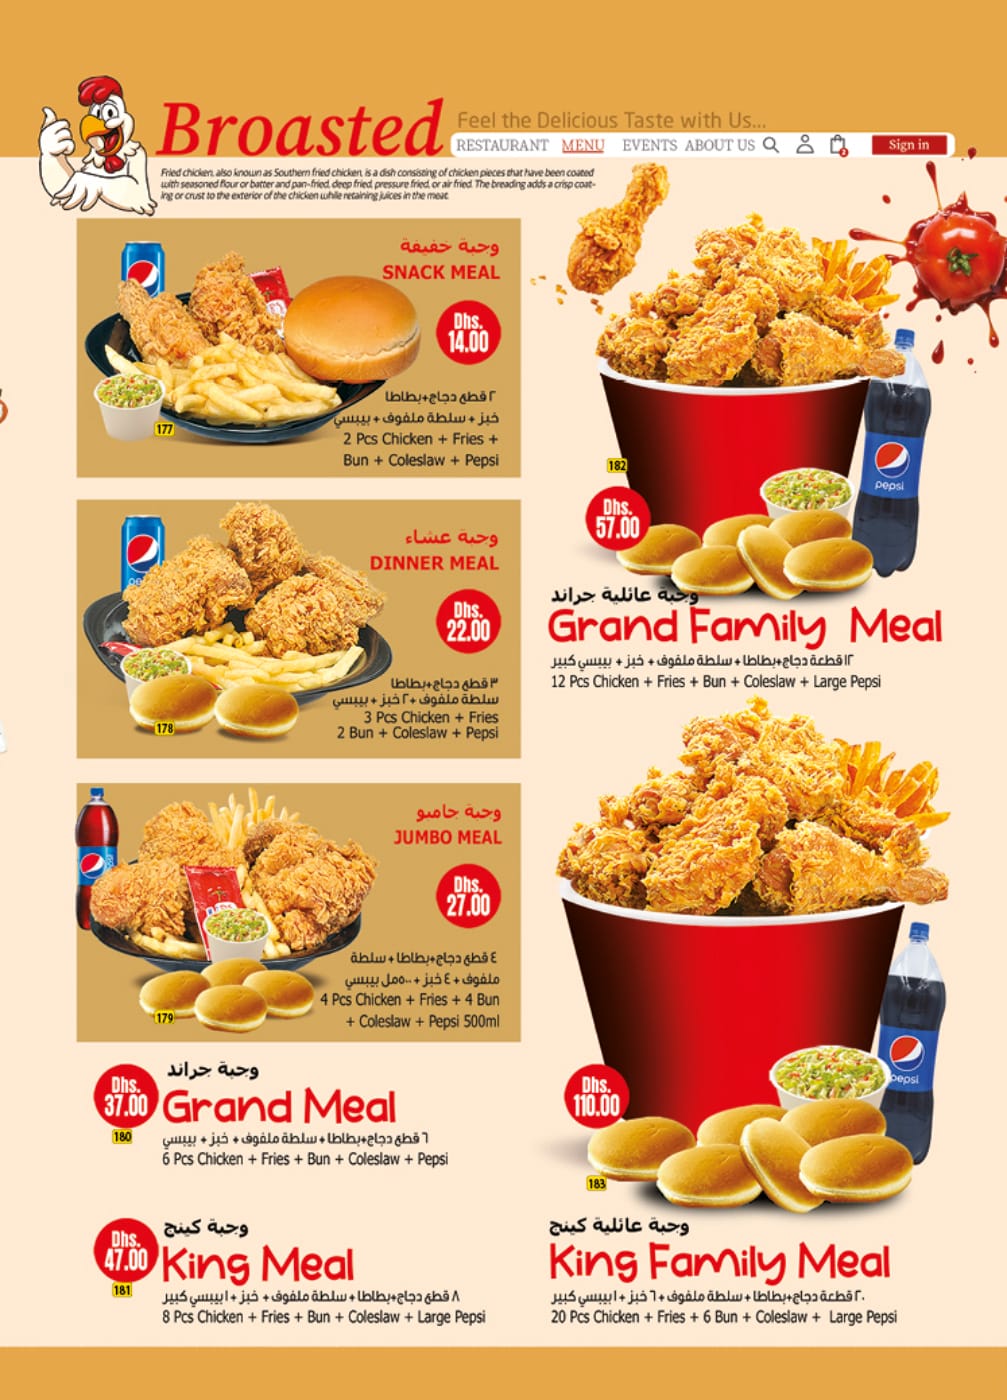 Broasted
Feel the Delicious Taste with Us...
RESTAURANT MENU EVENTS ABOUT US
2
Sign in
Fried chicken, also known as Southern fried chicken, is a dish consisting of chicken pieces that have been coated
with seasoned flour or batter and pan-fried, deep fried, pressure fried, or air fried. The breading adds a crisp coat-
ing or crust to the exterior of the chicken while retaining juices in the meat.
وجبة خفيفة
SNACK MEAL
Dhs.
14.00
٢ قطع دجاج+بطاطا
خبز + سلطة ملفوف + بيبسي
2 Pcs Chicken + Fries +
Bun + Coleslaw + Pepsi
177
وجبة عشاء
DINNER MEAL
Dhs.
22.00
٣ قطع دجاج+بطاطا
سلطة ملفوف +٢ خبز + بيبسي
3 Pcs Chicken + Fries
2 Bun + Coleslaw + Pepsi
178
وجبة جامبو
JUMBO MEAL
Dhs.
27.00
٤ قطع دجاج+بطاطا + سلطة
ملفوف + ٤ خبز + ٥٠٠مل بيبسي
4 Pcs Chicken + Fries + 4 Bun
+ Coleslaw + Pepsi 500ml
179
وجبة جراند
Dhs.
37.00
Grand Meal
180
٦ قطع دجاج+بطاطا + سلطة ملفوف + خبز + بيبسي
6 Pcs Chicken + Fries + Bun + Coleslaw + Pepsi
وجبة كينج
Dhs.
47.00
King Meal
181
٨ قطع دجاج+بطاطا + سلطة ملفوف + خبز + ١ بيبسي كبير
8 Pcs Chicken + Fries + Bun + Coleslaw + Large Pepsi
182
pepsi
Dhs.
57.00
وجبة عائلية جراند
Grand Family Meal
١٢ قطعة دجاج+بطاطا + سلطة ملفوف + خبز + بيبسي كبير
12 Pcs Chicken + Fries + Bun + Coleslaw + Large Pepsi
pepsi
Dhs.
110.00
183
وجبة عائلية كينج
King Family Meal
٢٠ قطعة دجاج+بطاطا + سلطة ملفوف + ٦ خبز + ١ بيبسي كبير
20 Pcs Chicken + Fries + 6 Bun + Coleslaw + Large Pepsi